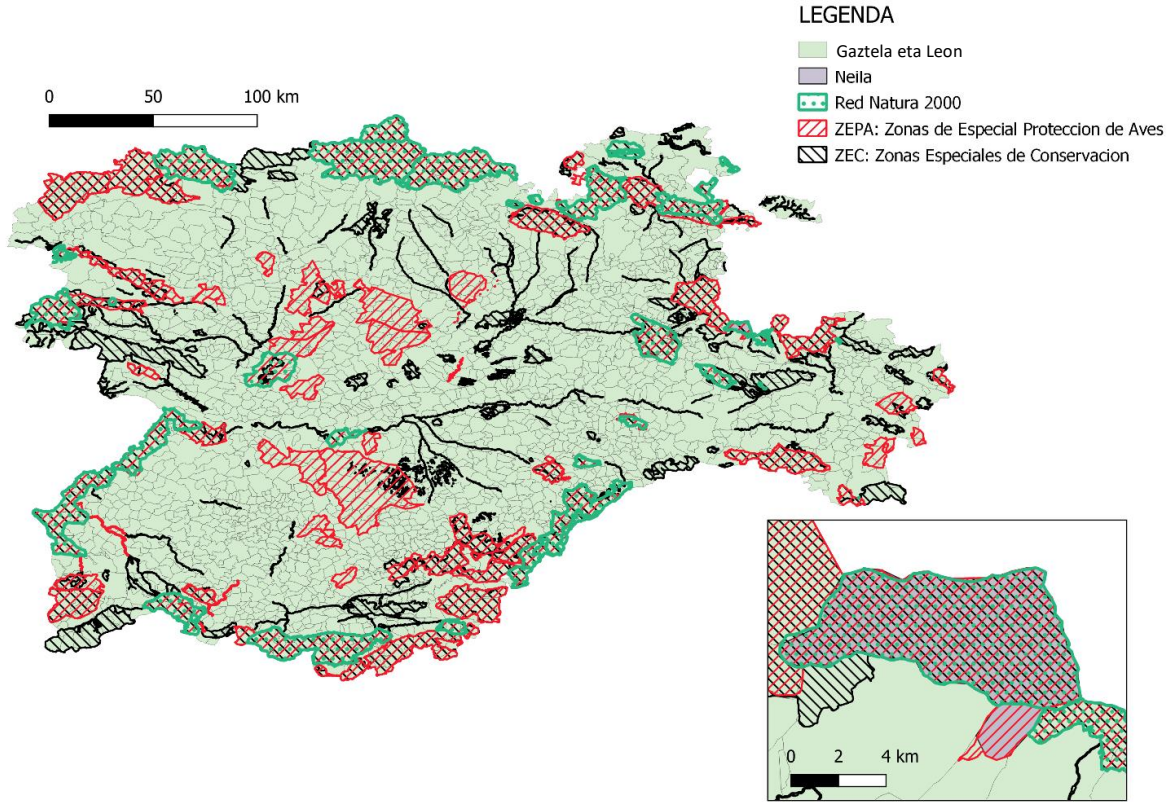 LEGENDA
Gaztela eta Leon
Neila
Red Natura 2000
ZEPA: Zonas de Especial Proteccion de Aves
ZEC: Zonas Especiales de Conservacion
0 50 100 km
0 2 4 km